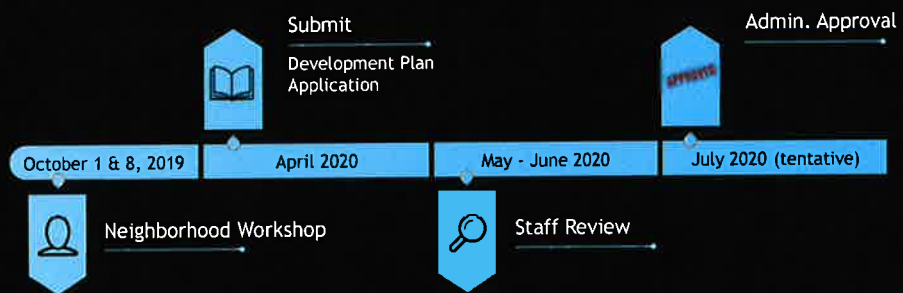 Submit
Development Plan
Application
Admin. Approval
APPROVED
October 1 & 8, 2019
April 2020
May - June 2020
July 2020 (tentative)
Neighborhood Workshop
Staff Review